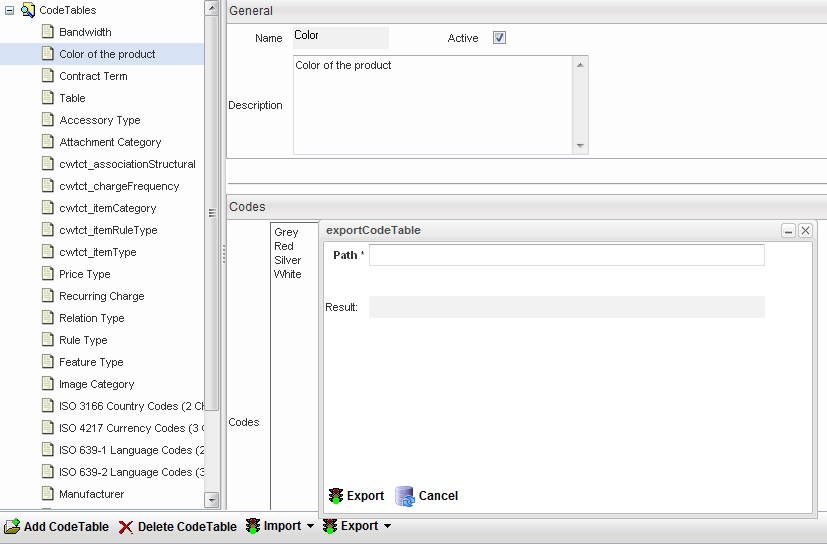 CodeTables
Bandwidth
Color of the product
Contract Term
Table
Accessory Type
Attachment Category
cwtct_associationStructural
cwtct_chargeFrequency
cwtct_itemCategory
cwtct_itemRuleType
cwtct_itemType
Price Type
Recurring Charge
Relation Type
Rule Type
Feature Type
Image Category
ISO 3166 Country Codes (2 Ch
ISO 4217 Currency Codes (3 C
ISO 639-1 Language Codes (2
ISO 639-2 Language Codes (3
Manufacturer
General
Name Color Active
Description Color of the product
Codes
Codes
Grey
Red
Silver
White
exportCodeTable
Path *
Result:
Export Cancel
Add CodeTable Delete CodeTable Import Export